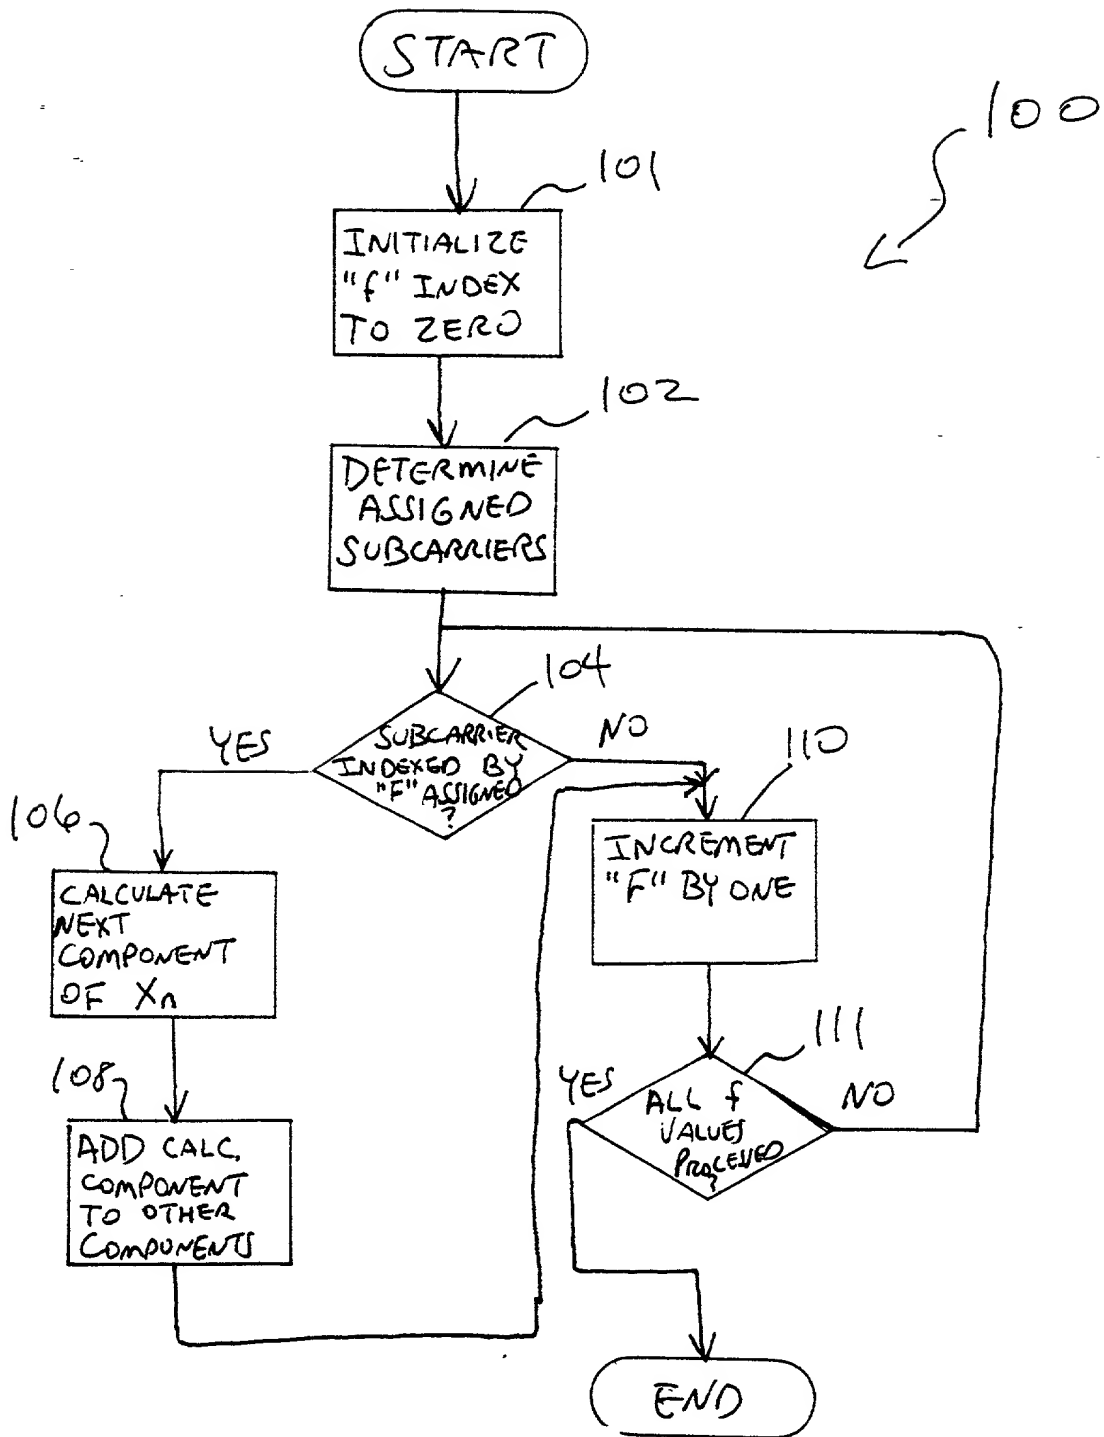 START
100
101
INITIALIZE
"f" INDEX
TO ZERO
102
DETERMINE
ASSIGNED
SUBCARRIERS
104
SUBCARRIER
INDEXED BY
"F" ASSIGNED
?
YES
NO
106
CALCULATE
NEXT
COMPONENT
OF Xn
108
ADD CALC.
COMPONENT
TO OTHER
COMPONENTS
110
INCREMENT
"F" BY ONE
111
ALL f
VALUES
PROCESSED
?
YES
NO
END